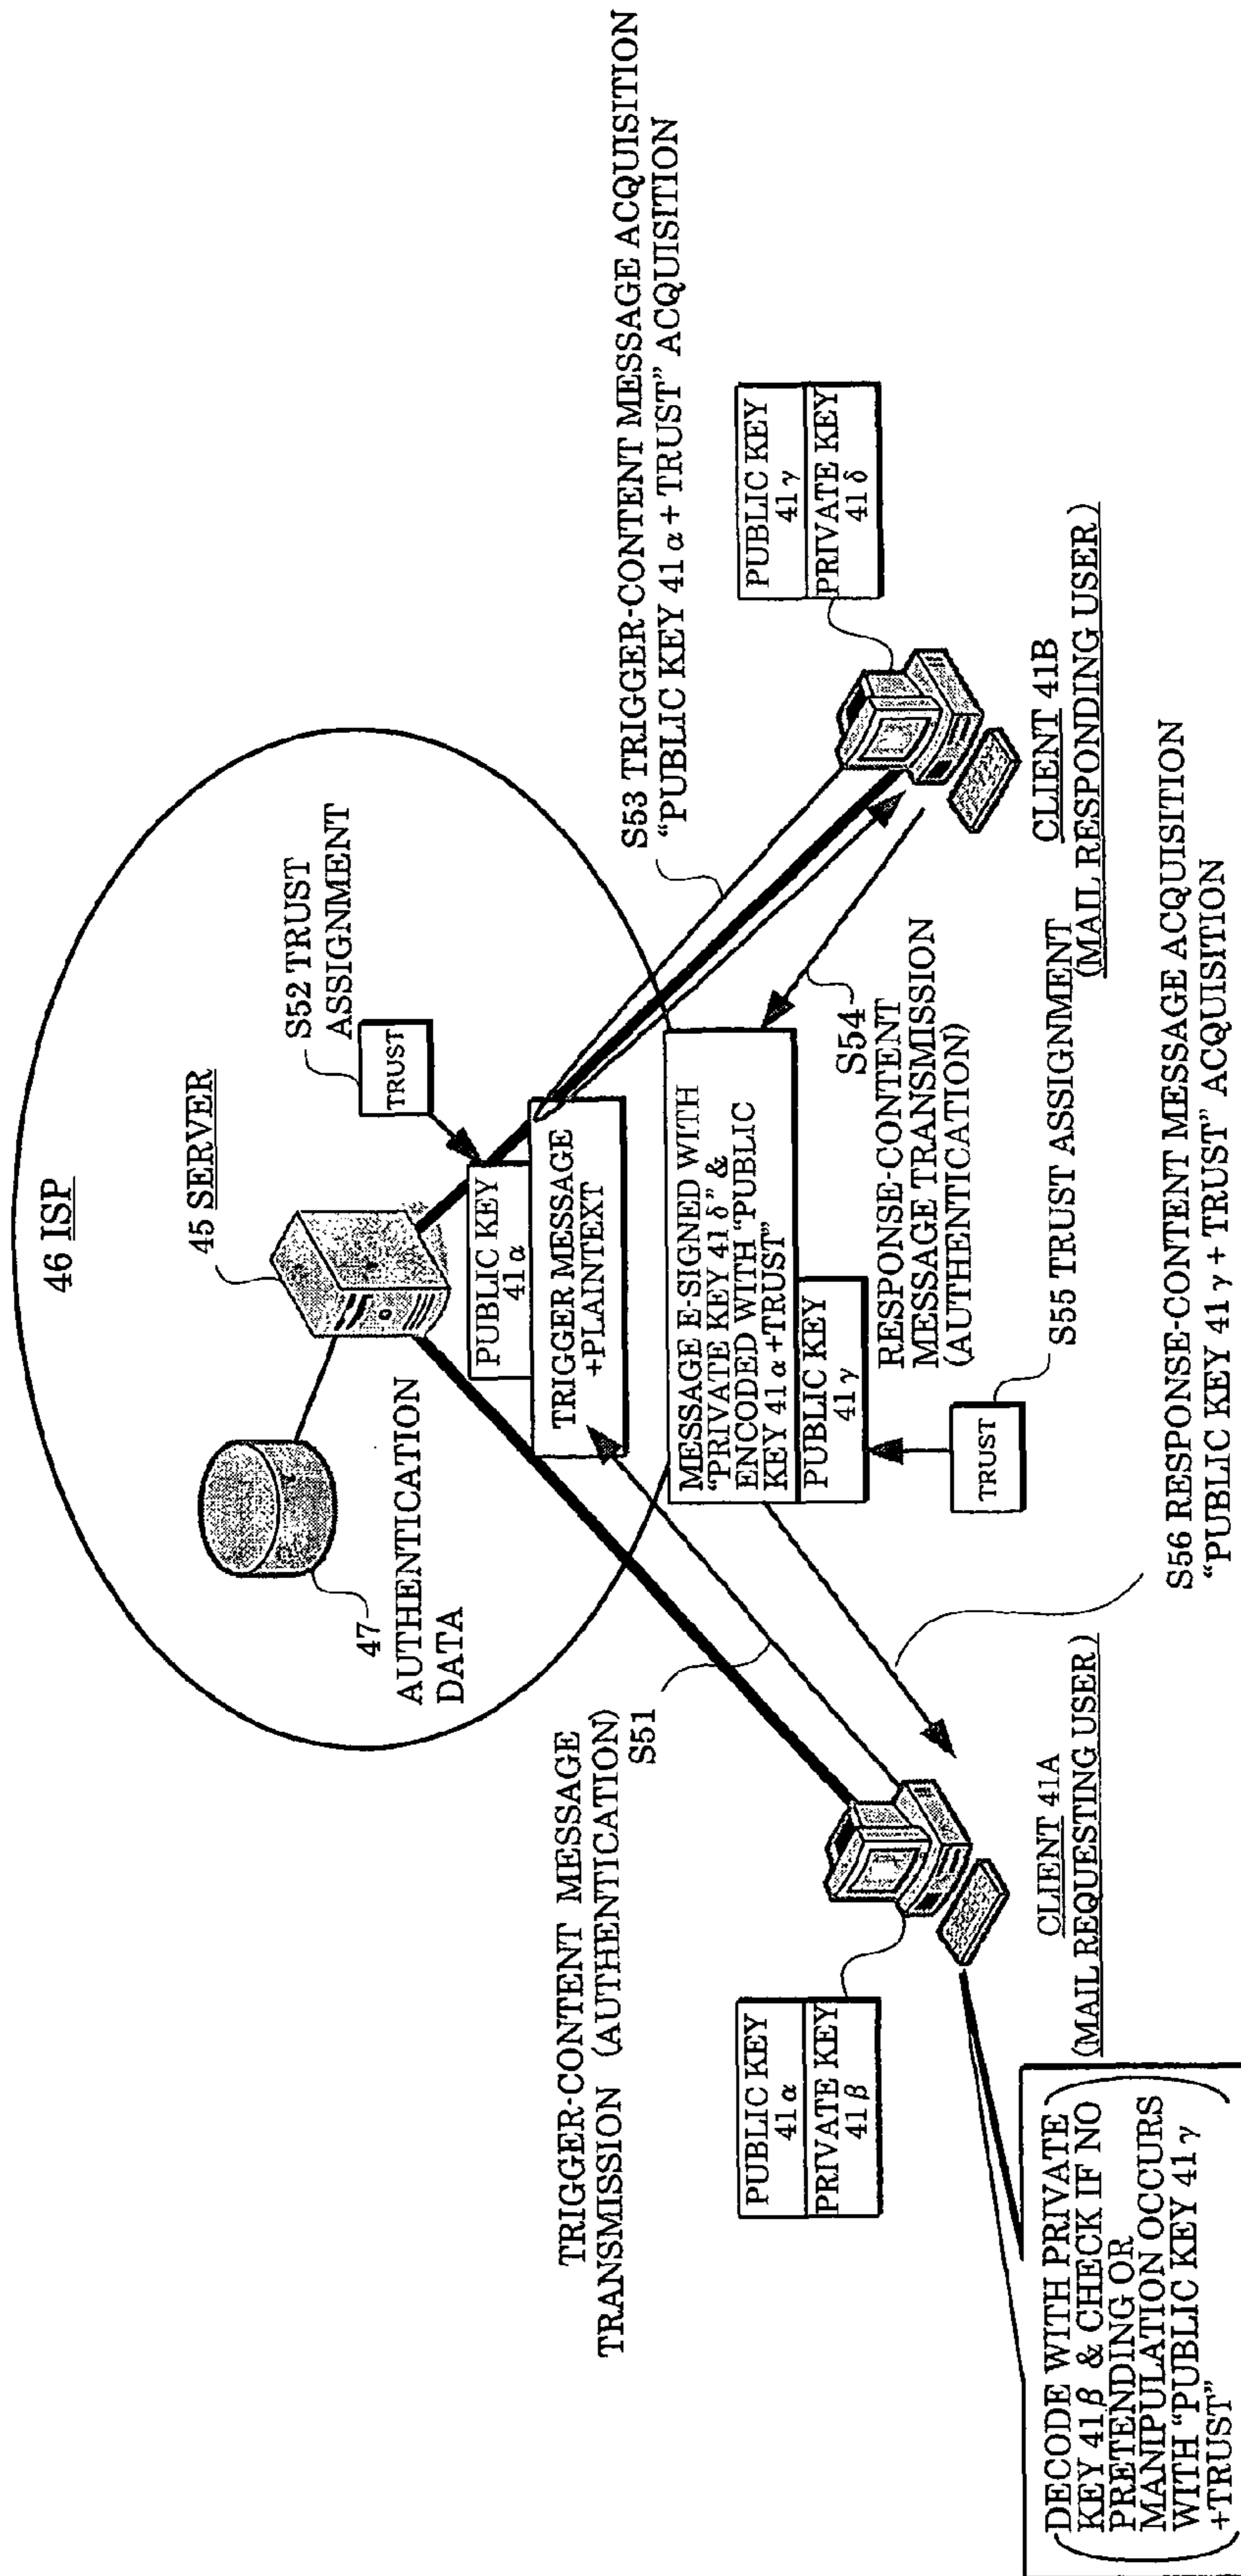 46 ISP
45 SERVER
47
AUTHENTICATION
DATA
S52 TRUST
ASSIGNMENT
TRUST
PUBLIC KEY
41α
TRIGGER MESSAGE
+PLAINTEXT
S53 TRIGGER-CONTENT MESSAGE ACQUISITION
“PUBLIC KEY 41α + TRUST” ACQUISITION
TRIGGER-CONTENT MESSAGE
TRANSMISSION (AUTHENTICATION)
S51
MESSAGE E-SIGNED WITH
“PRIVATE KEY 41δ” &
ENCODED WITH “PUBLIC
KEY 41α+TRUST”
PUBLIC KEY
41γ
S54
RESPONSE-CONTENT
MESSAGE TRANSMISSION
(AUTHENTICATION)
TRUST
S55 TRUST ASSIGNMENT
PUBLIC KEY
41α
PRIVATE KEY
41β
PUBLIC KEY
41γ
PRIVATE KEY
41δ
CLIENT 41A
(MAIL REQUESTING USER)
CLIENT 41B
(MAIL RESPONDING USER)
S56 RESPONSE-CONTENT MESSAGE ACQUISITION
“PUBLIC KEY 41γ + TRUST” ACQUISITION
DECODE WITH PRIVATE
KEY 41β & CHECK IF NO
PRETENDING OR
MANIPULATION OCCURS
WITH “PUBLIC KEY 41γ
+TRUST”